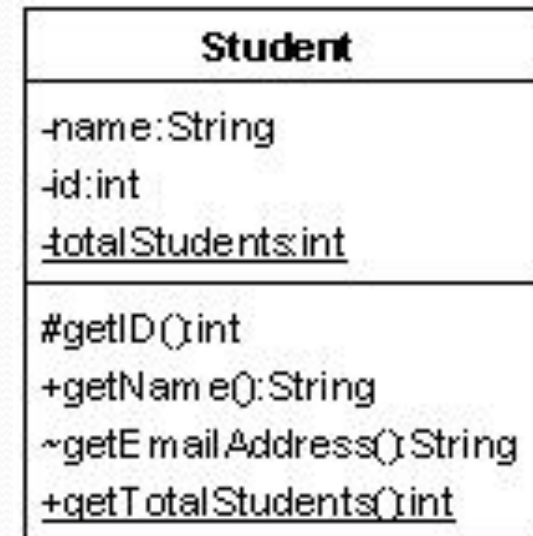 Student
-name:String
-id:int
-totalStudents:int
#getID():int
+getName():String
~getEmailAddress():String
+getTotalStudents():int